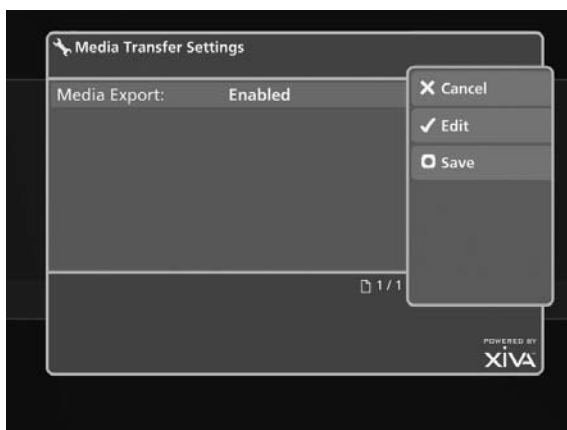 Media Transfer Settings
Media Export: Enabled
Cancel
Edit
Save
1/1
POWERED BY
XiVA